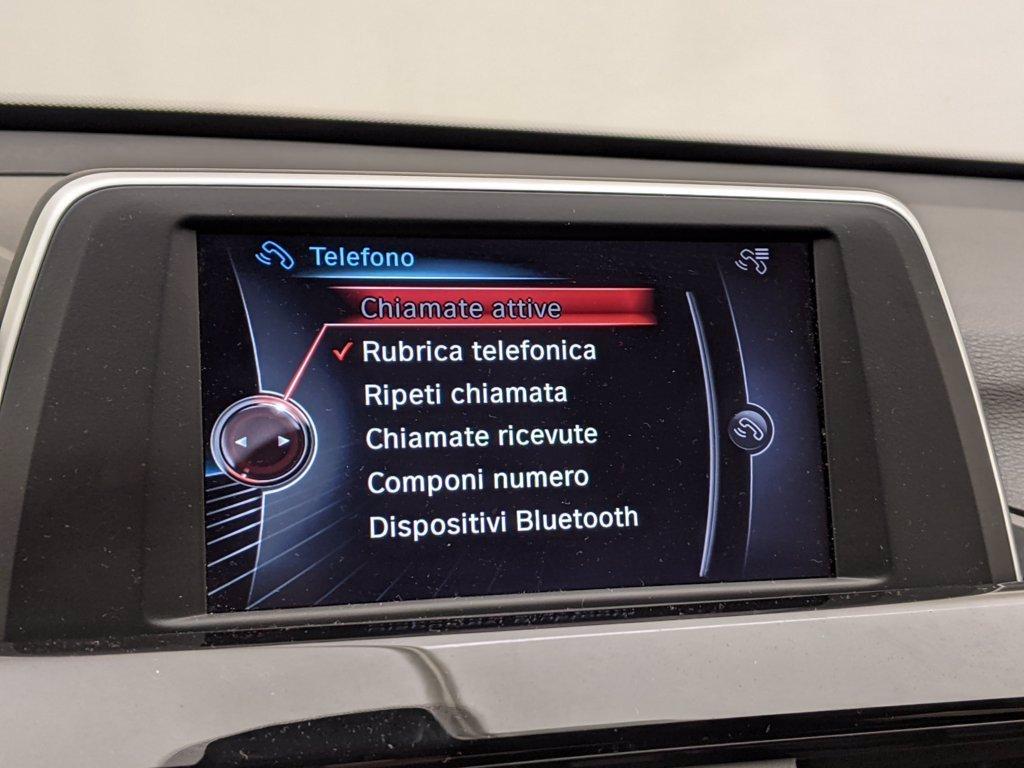 Telefono
Chiamate attive
Rubrica telefonica
Ripeti chiamata
Chiamate ricevute
Componi numero
Dispositivi Bluetooth